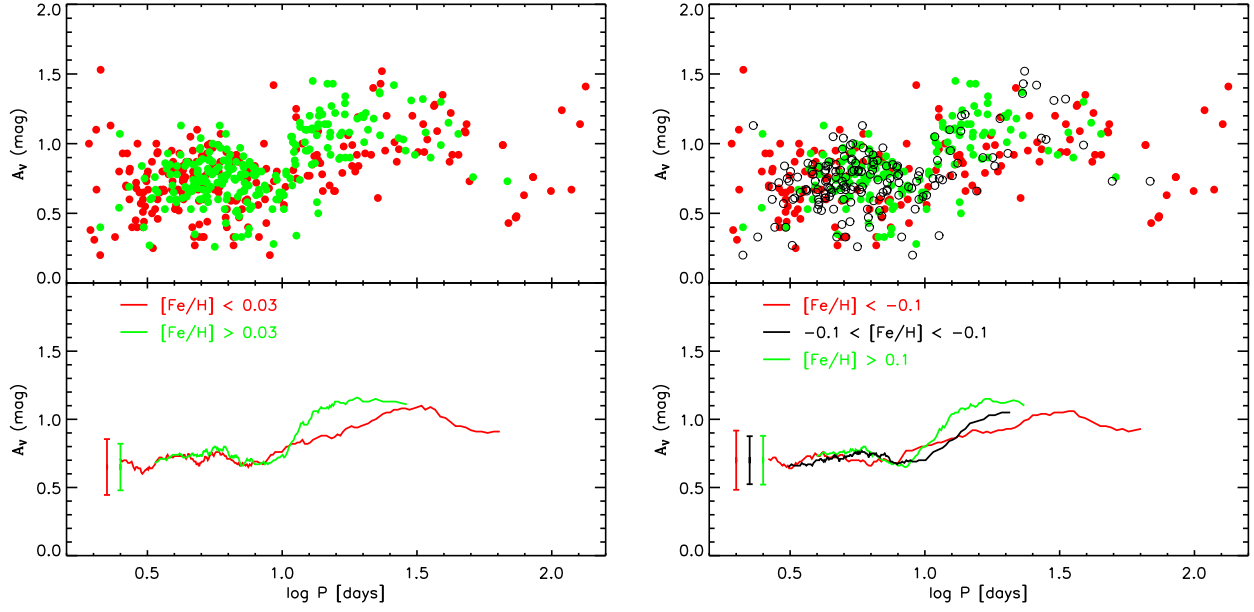 2.0
1.5
1.0
0.5
0.0
Av (mag)
[Fe/H] < 0.03
[Fe/H] > 0.03
1.5
1.0
0.5
0.0
Av (mag)
0.5 1.0 1.5 2.0
log P [days]
2.0
1.5
1.0
0.5
0.0
Av (mag)
[Fe/H] < -0.1
-0.1 < [Fe/H] < -0.1
[Fe/H] > 0.1
1.5
1.0
0.5
0.0
Av (mag)
0.5 1.0 1.5 2.0
log P [days]